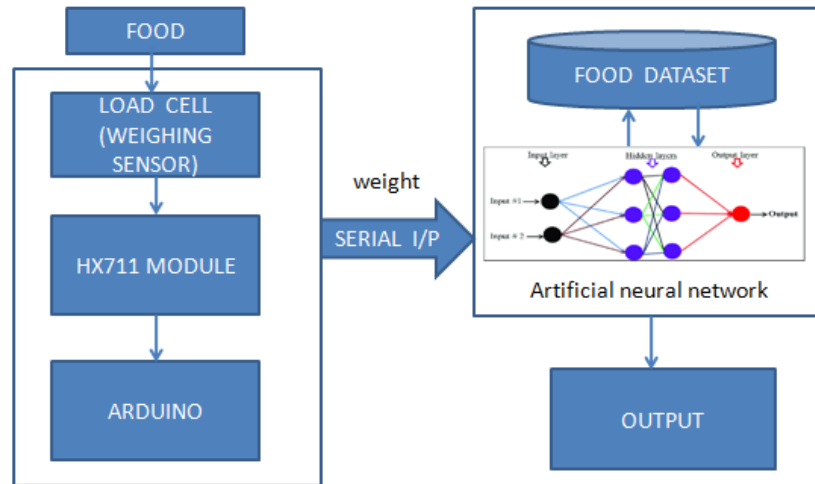 FOOD
LOAD CELL
(WEIGHING
SENSOR)
HX711 MODULE
ARDUINO
weight
SERIAL I/P
FOOD DATASET
Input layer
Hidden layers
Output layer
Input #1
Input # 2
Output
Artificial neural network
OUTPUT